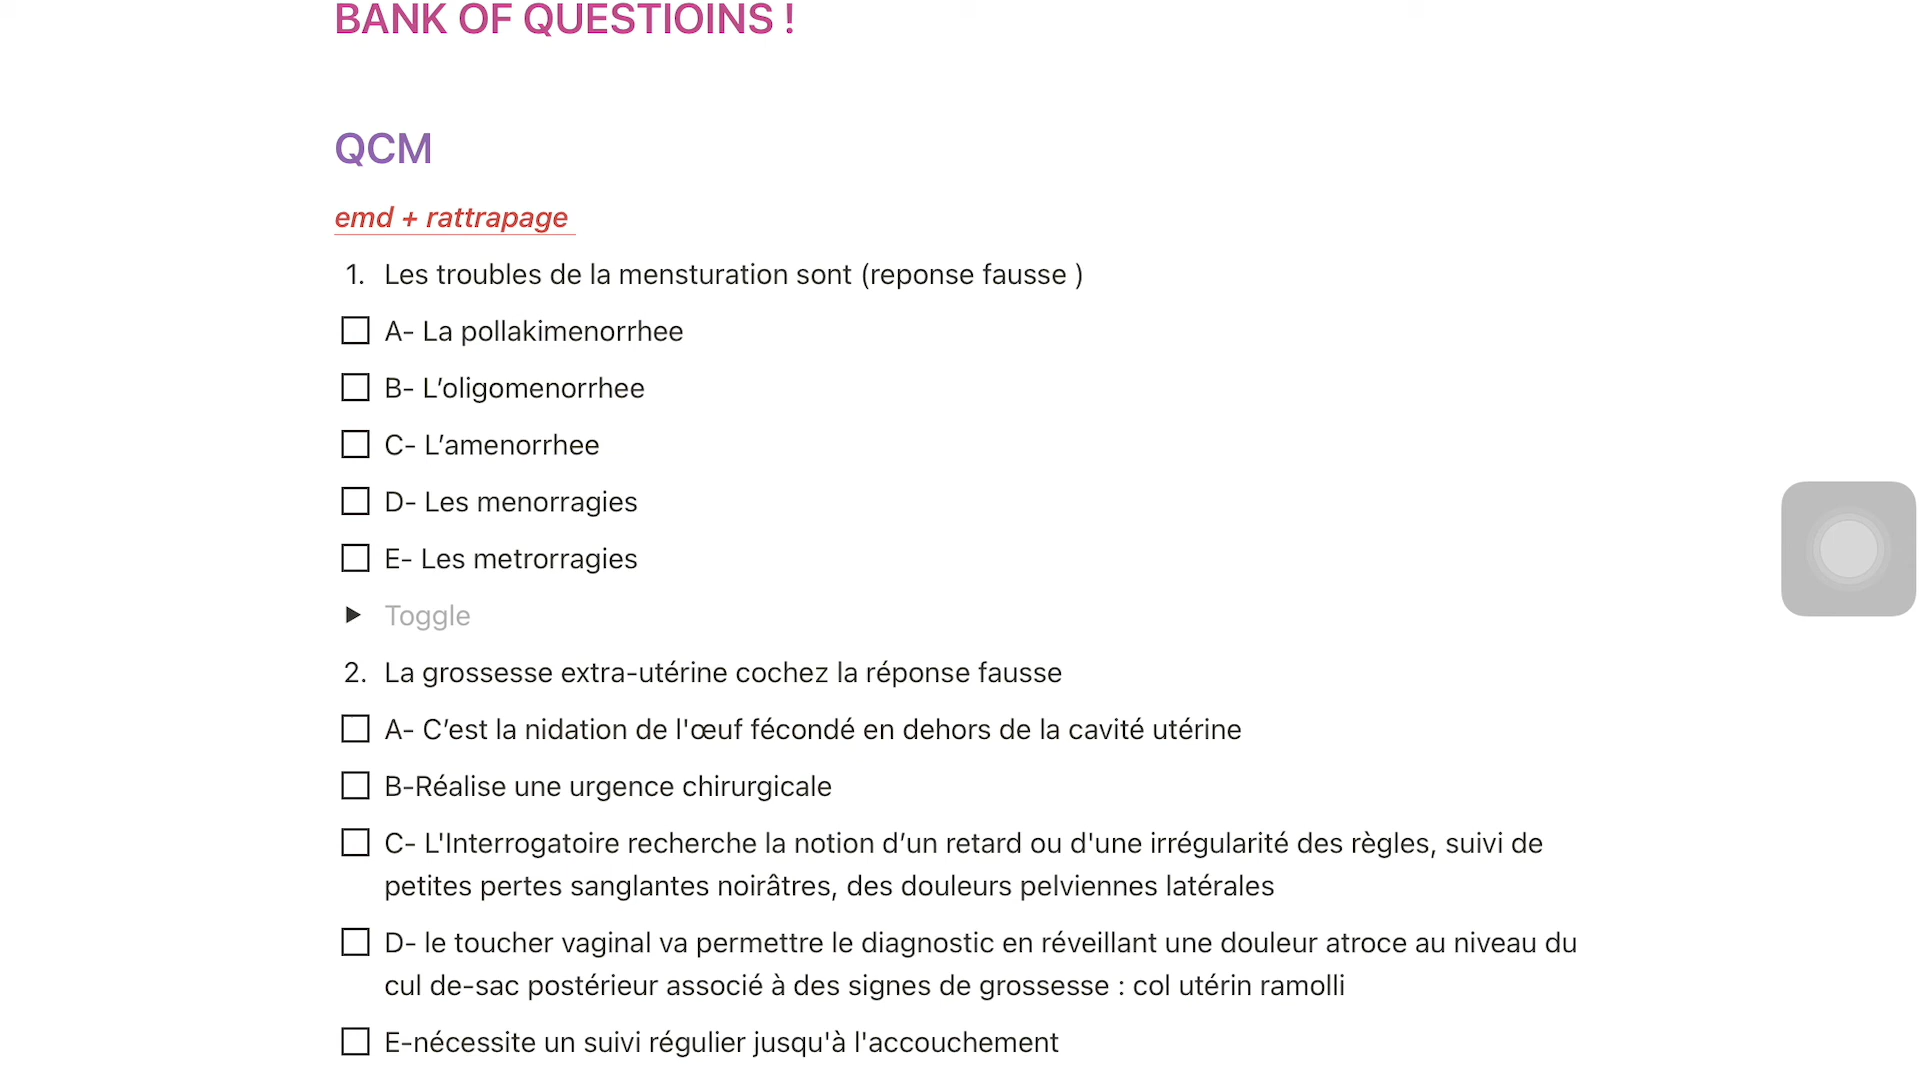 BANK OF QUESTIOINS !
QCM
emd + rattrapage
1. Les troubles de la mensturation sont (reponse fausse )
A- La pollakimenorrhee
B- L’oligomenorrhee
C- L’amenorrhee
D- Les menorragies
E- Les metrorragies
Toggle
2. La grossesse extra-utérine cochez la réponse fausse
A- C’est la nidation de l'œuf fécondé en dehors de la cavité utérine
B-Réalise une urgence chirurgicale
C- L'Interrogatoire recherche la notion d’un retard ou d'une irrégularité des règles, suivi de
petites pertes sanglantes noirâtres, des douleurs pelviennes latérales
D- le toucher vaginal va permettre le diagnostic en réveillant une douleur atroce au niveau du
cul de-sac postérieur associé à des signes de grossesse : col utérin ramolli
E-nécessite un suivi régulier jusqu'à l'accouchement